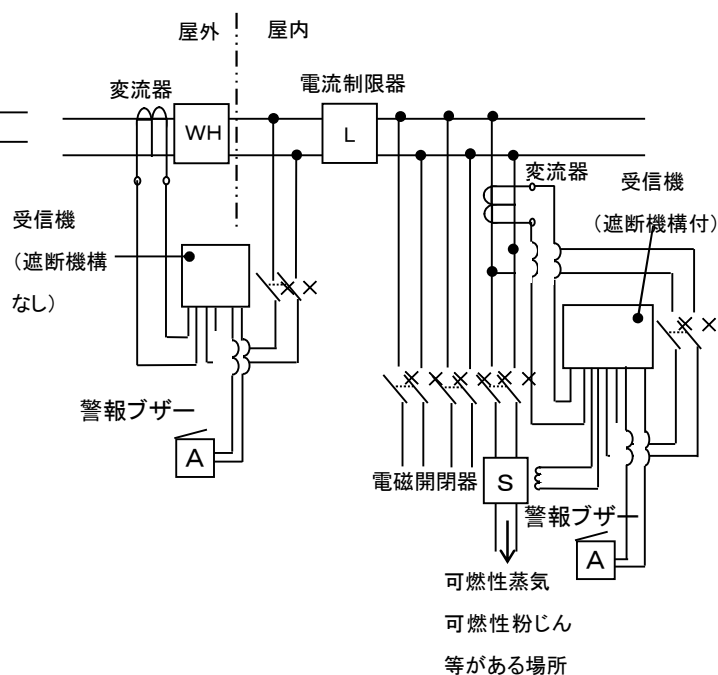 屋外
屋内
変流器
電流制限器
WH
L
変流器
受信機
(遮断機構付)
受信機
(遮断機構
なし)
警報ブザー
A
電磁開閉器
S
警報ブザー
A
可燃性蒸気
可燃性粉じん
等がある場所